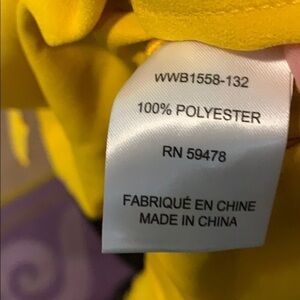 WWB1558-132
100% POLYESTER
RN 59478
FABRIQUÉ EN CHINE
MADE IN CHINA